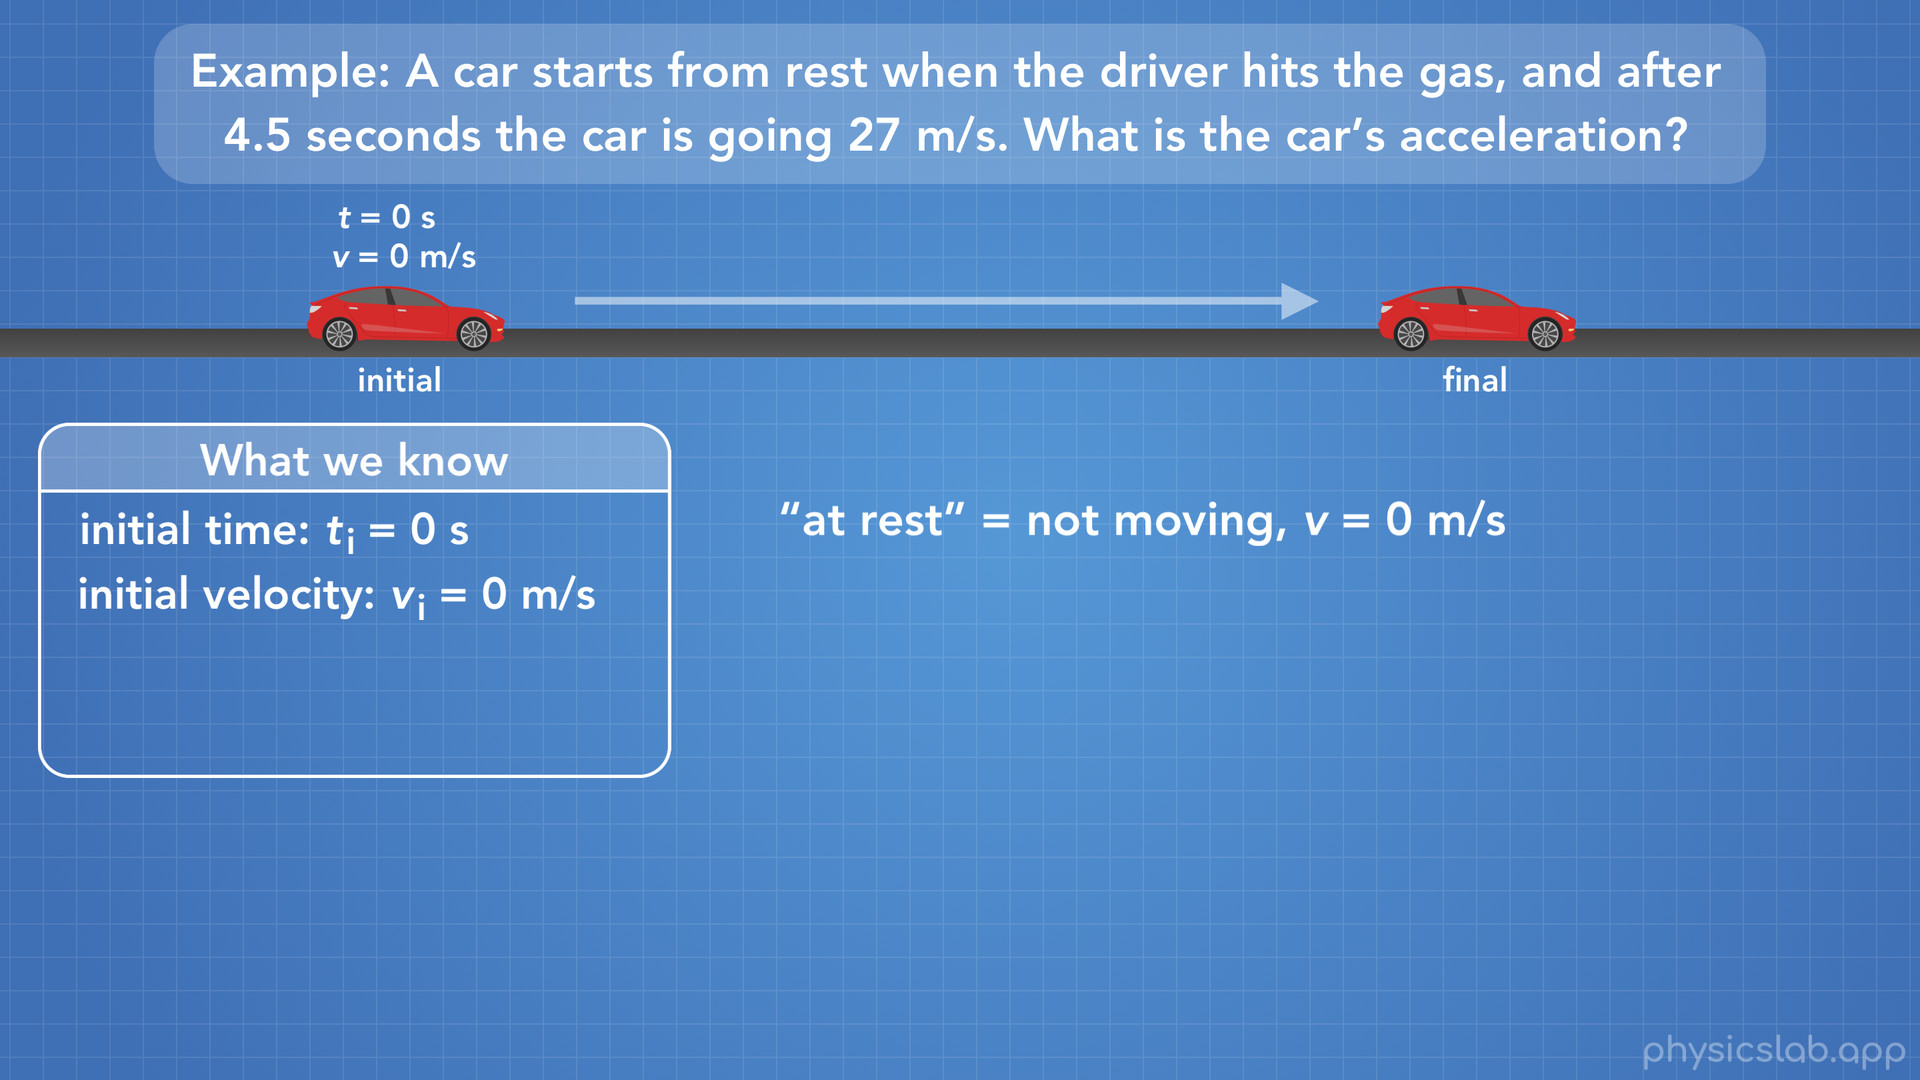 Example: A car starts from rest when the driver hits the gas, and after
4.5 seconds the car is going 27 m/s. What is the car’s acceleration?
t = 0 s
v = 0 m/s
initial
final
What we know
initial time: tᵢ = 0 s
initial velocity: vᵢ = 0 m/s
“at rest” = not moving, v = 0 m/s
physicslab.app